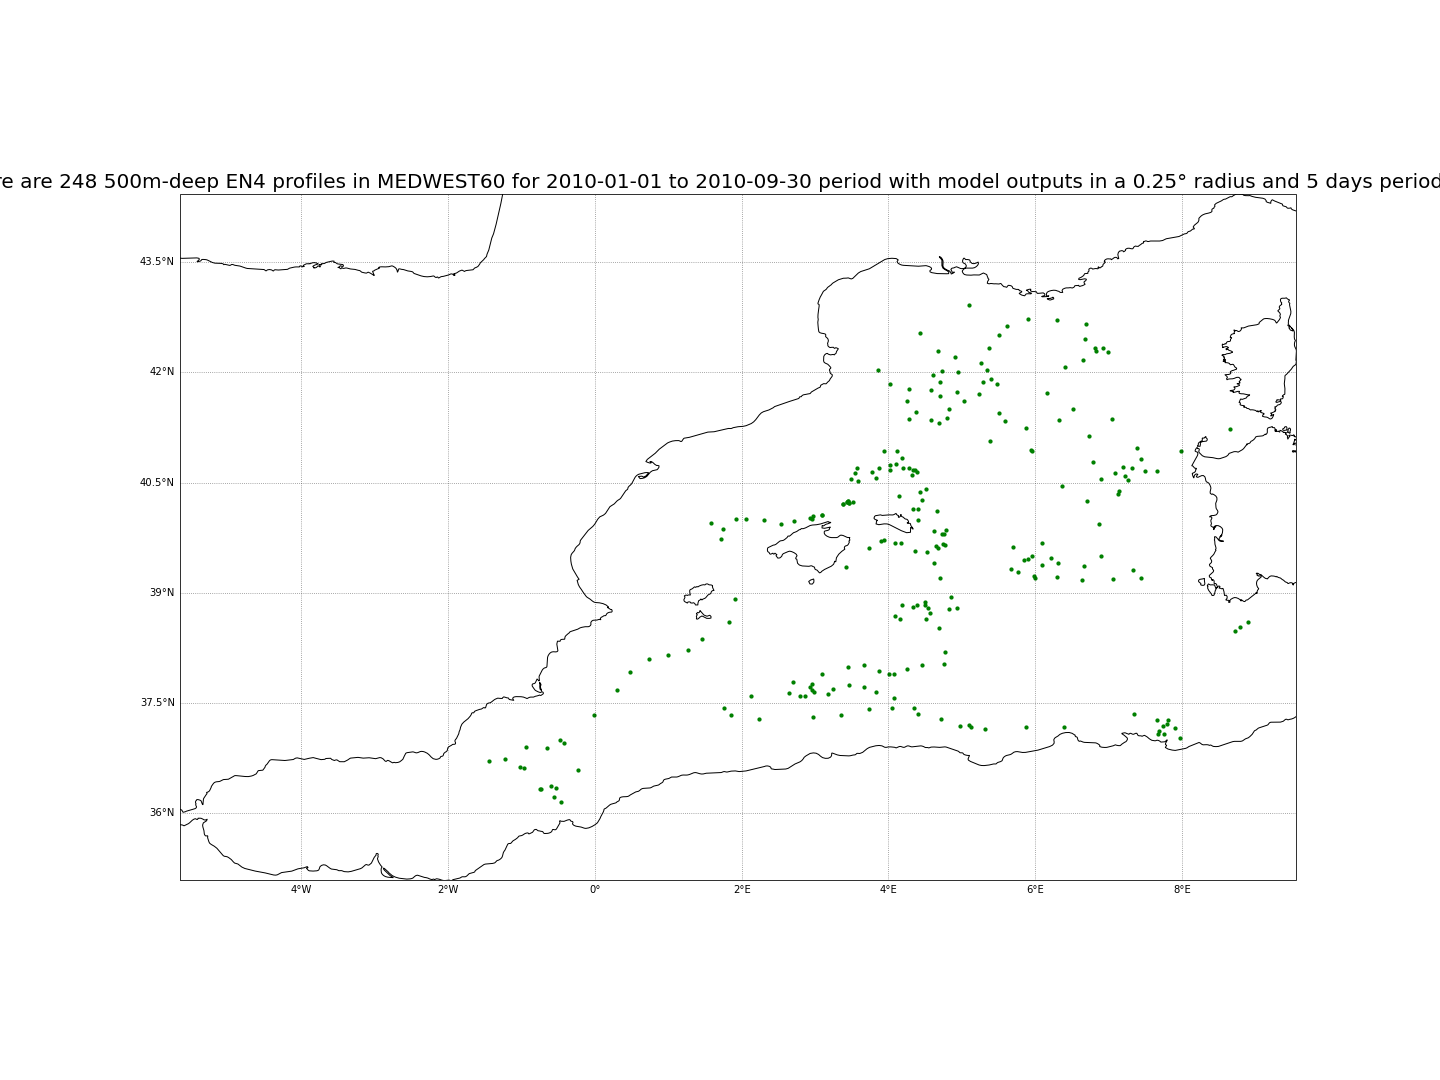 re are 248 500m-deep EN4 profiles in MEDWEST60 for 2010-01-01 to 2010-09-30 period with model outputs in a 0.25° radius and 5 days period
43.5°N
42°N
40.5°N
39°N
37.5°N
36°N
4°W 2°W 0° 2°E 4°E 6°E 8°E